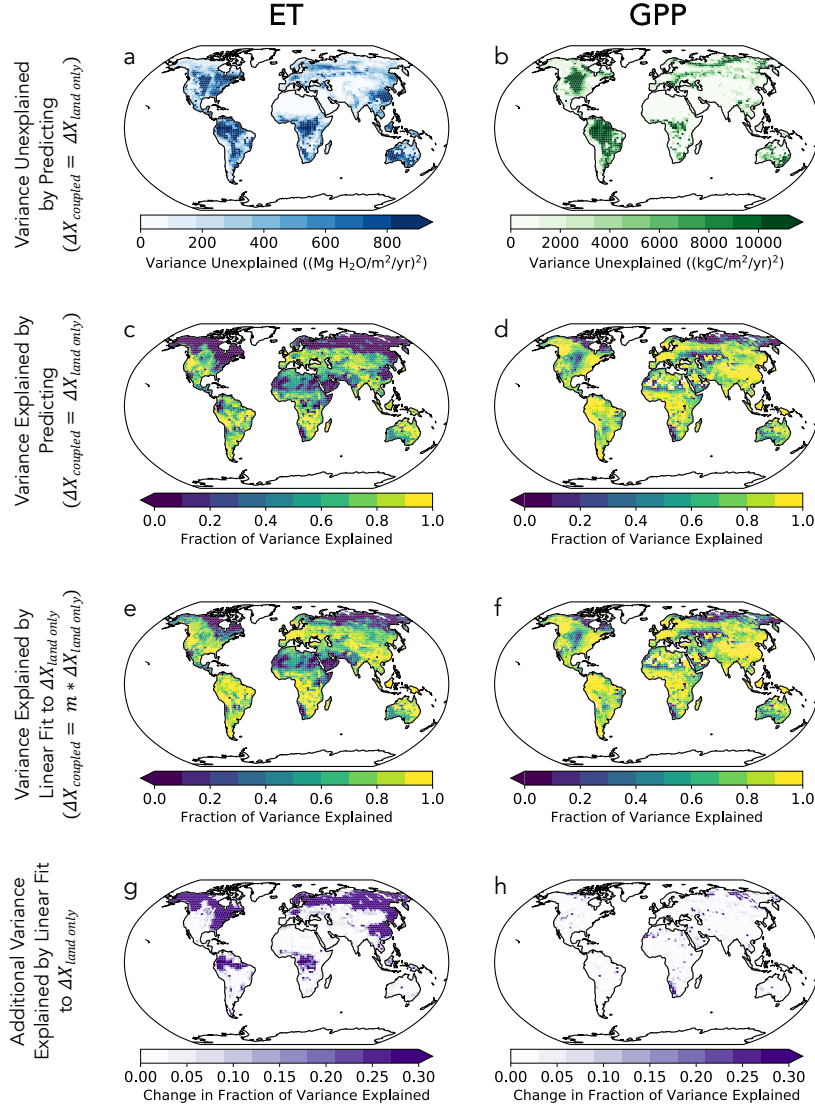 ET
GPP
Variance Unexplained
by Predicting
(ΔX_coupled = ΔX_land only)
a
b
0 200 400 600 800
Variance Unexplained ((Mg H₂O/m²/yr)²)
0 2000 4000 6000 8000 10000
Variance Unexplained ((kgC/m²/yr)²)
Variance Explained by
Predicting
(ΔX_coupled = ΔX_land only)
c
d
0.0 0.2 0.4 0.6 0.8 1.0
Fraction of Variance Explained
0.0 0.2 0.4 0.6 0.8 1.0
Fraction of Variance Explained
Variance Explained by
Linear Fit to ΔX_land only
(ΔX_coupled = m * ΔX_land only)
e
f
0.0 0.2 0.4 0.6 0.8 1.0
Fraction of Variance Explained
0.0 0.2 0.4 0.6 0.8 1.0
Fraction of Variance Explained
Additional Variance
Explained by Linear Fit
to ΔX_land only
g
h
0.00 0.05 0.10 0.15 0.20 0.25 0.30
Change in Fraction of Variance Explained
0.00 0.05 0.10 0.15 0.20 0.25 0.30
Change in Fraction of Variance Explained